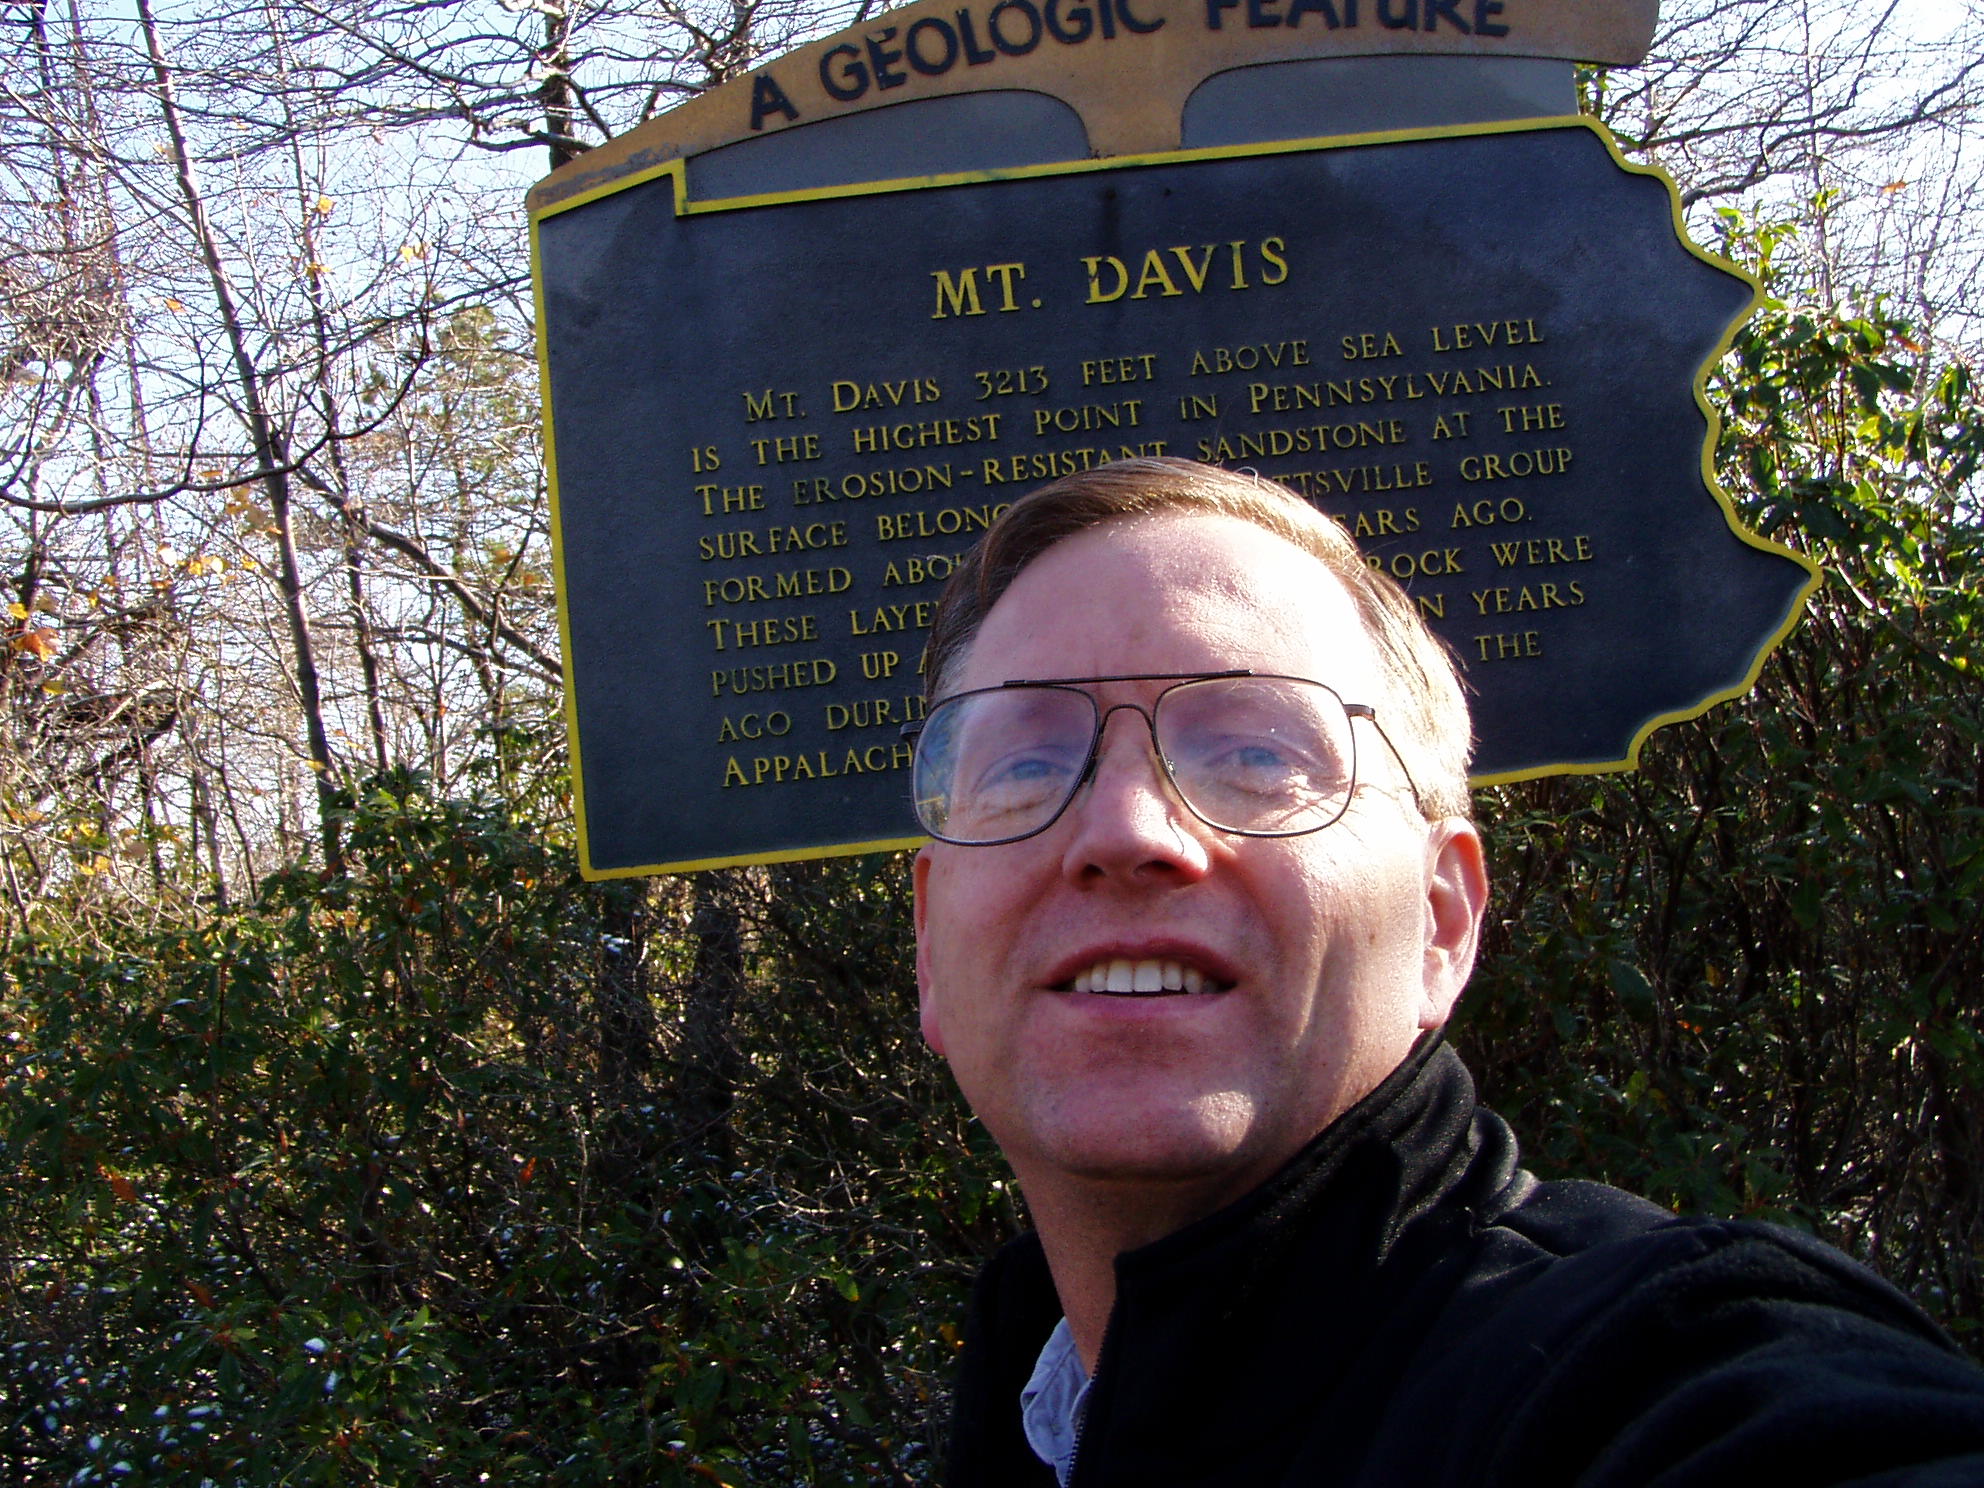 A GEOLOGIC FEATURE
MT. DAVIS
MT. DAVIS 3213 FEET ABOVE SEA LEVEL
IS THE HIGHEST POINT IN PENNSYLVANIA.
THE EROSION-RESISTANT SANDSTONE AT THE
SURFACE BELONG TTSVILLE GROUP
FORMED ABOU EARS AGO.
THESE LAYE ROCK WERE
PUSHED UP A N YEARS
AGO DURIN THE
APPALACH